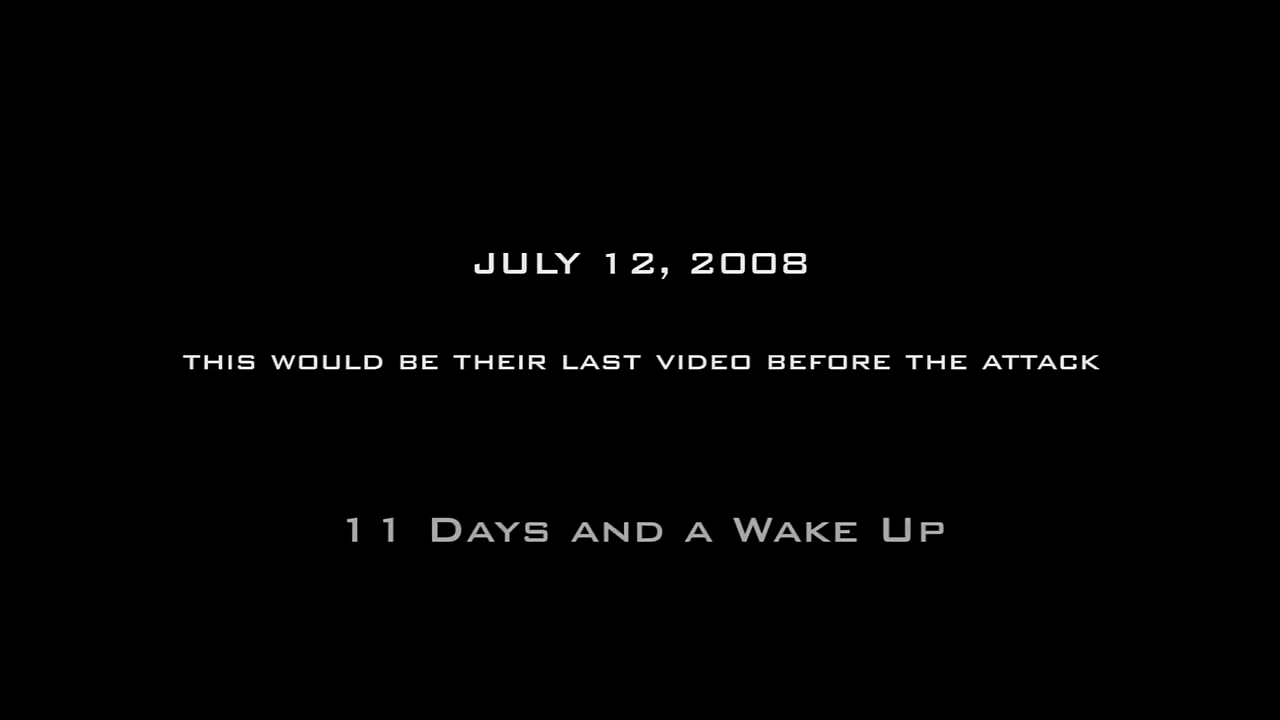 JULY 12, 2008
THIS WOULD BE THEIR LAST VIDEO BEFORE THE ATTACK
11 DAYS AND A WAKE UP